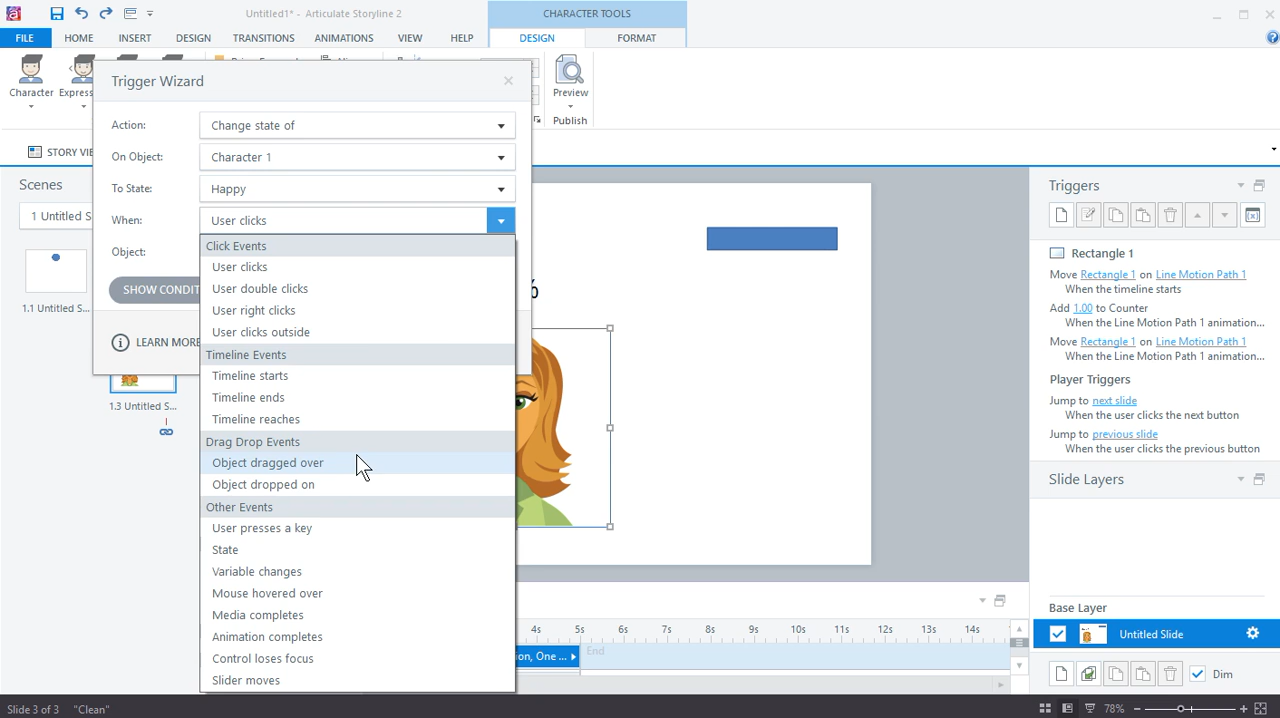 Untitled1* - Articulate Storyline 2
CHARACTER TOOLS
FILE HOME INSERT DESIGN TRANSITIONS ANIMATIONS VIEW HELP DESIGN FORMAT
Character
Preview
Publish
Trigger Wizard
Action: Change state of
On Object: Character 1
To State: Happy
When: User clicks
Object:
SHOW
LEARN MORE
Click Events
User clicks
User double clicks
User right clicks
User clicks outside
Timeline Events
Timeline starts
Timeline ends
Timeline reaches
Drag Drop Events
Object dragged over
Object dropped on
Other Events
User presses a key
State
Variable changes
Mouse hovered over
Media completes
Animation completes
Control loses focus
Slider moves
STORY
Scenes
1 Untitled
1.1 Untitled S...
1.3 Untitled S...
%
4s 5s 6s 7s 8s 9s 10s 11s 12s 13s 14s
One ...
End
Triggers
Rectangle 1
Move Rectangle 1 on Line Motion Path 1
When the timeline starts
Add 1.00 to Counter
When the Line Motion Path 1 animation...
Move Rectangle 1 on Line Motion Path 1
When the Line Motion Path 1 animation...
Player Triggers
Jump to next slide
When the user clicks the next button
Jump to previous slide
When the user clicks the previous button
Slide Layers
Base Layer
Untitled Slide
Dim
Slide 3 of 3 "Clean"
78%